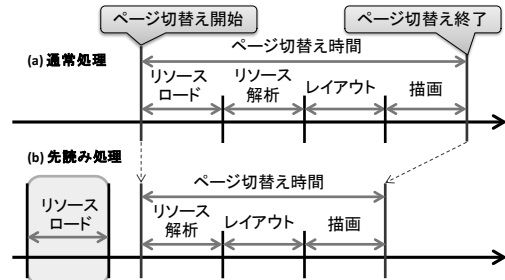 ページ切替え開始
ページ切替え終了
ページ切替え時間
(a) 通常処理
リソース
ロード
リソース
解析
レイアウト
描画
(b) 先読み処理
ページ切替え時間
リソース
ロード
リソース
解析
レイアウト
描画